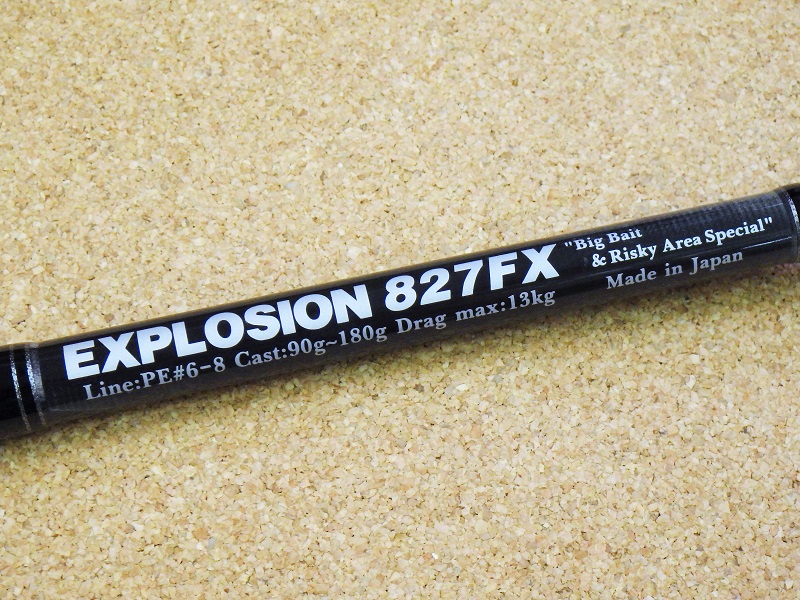 EXPLOSION 827FX
Line:PE#6-8 Cast:90g~180g Drag max:13kg
"Big Bait
& Risky Area Special"
Made in Japan